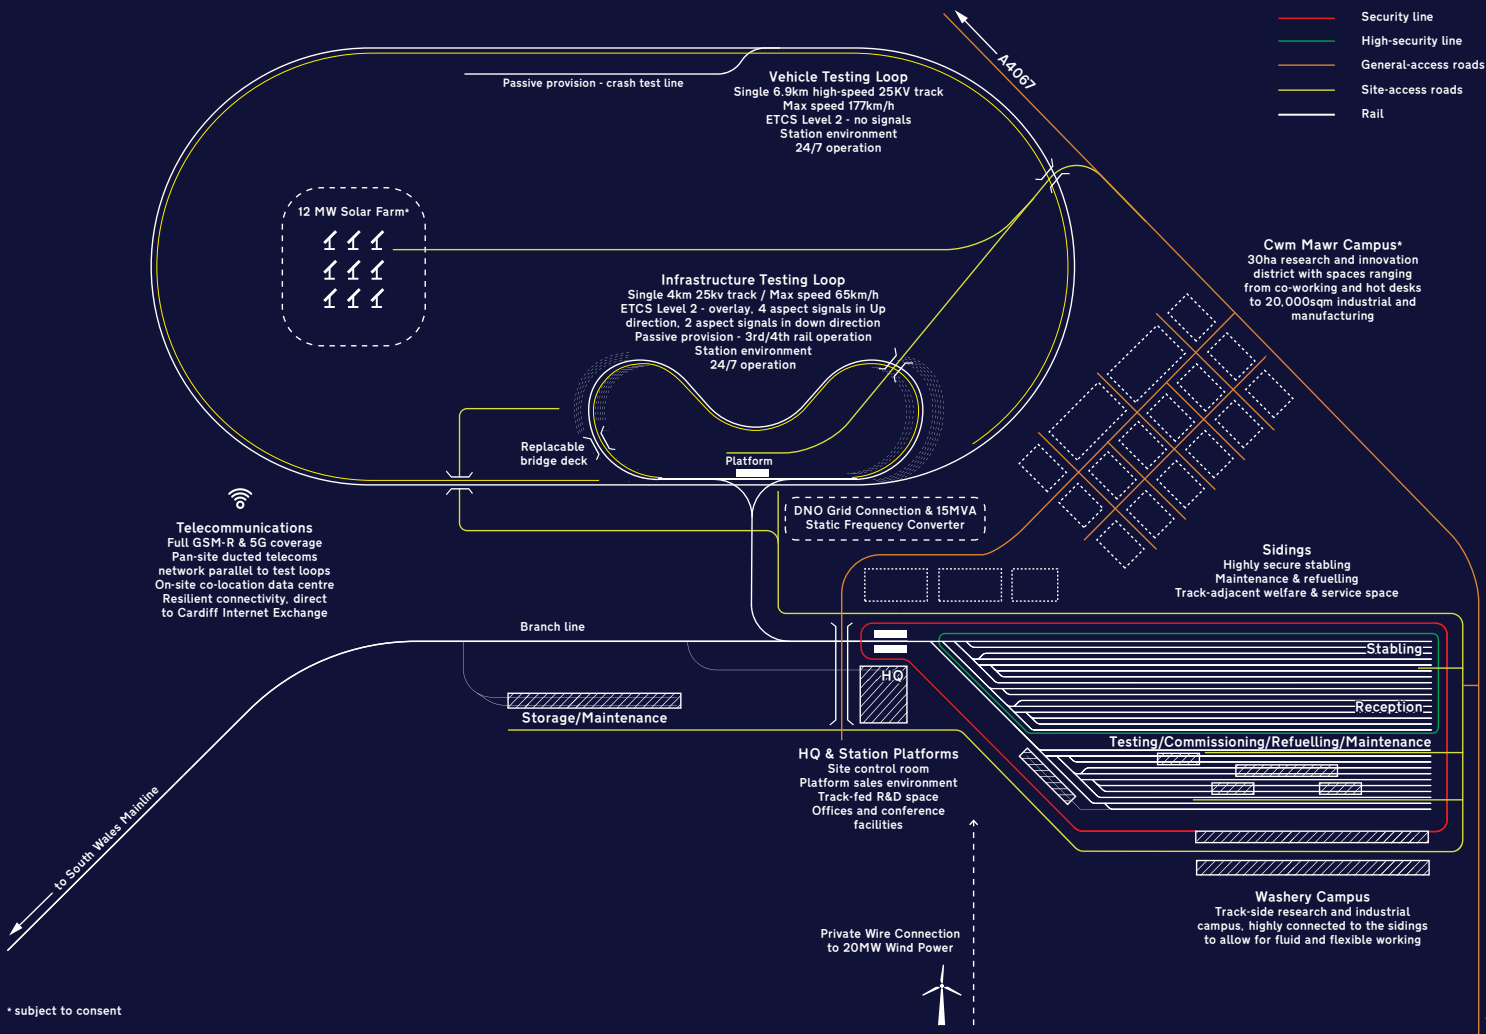 Security line
High-security line
General-access roads
Site-access roads
Rail
A4067
Passive provision - crash test line
Vehicle Testing Loop
Single 6.9km high-speed 25KV track
Max speed 177km/h
ETCS Level 2 - no signals
Station environment
24/7 operation
12 MW Solar Farm*
Cwm Mawr Campus*
30ha research and innovation
district with spaces ranging
from co-working and hot desks
to 20,000sqm industrial and
manufacturing
Infrastructure Testing Loop
Single 4km 25kv track / Max speed 65km/h
ETCS Level 2 - overlay, 4 aspect signals in Up
direction, 2 aspect signals in down direction
Passive provision - 3rd/4th rail operation
Station environment
24/7 operation
Replacable
bridge deck
Platform
DNO Grid Connection & 15MVA
Static Frequency Converter
Telecommunications
Full GSM-R & 5G coverage
Pan-site ducted telecoms
network parallel to test loops
On-site co-location data centre
Resilient connectivity, direct
to Cardiff Internet Exchange
Sidings
Highly secure stabling
Maintenance & refuelling
Track-adjacent welfare & service space
Branch line
Stabling
HQ
Reception
Storage/Maintenance
Testing/Commissioning/Refuelling/Maintenance
HQ & Station Platforms
Site control room
Platform sales environment
Track-fed R&D space
Offices and conference
facilities
to South Wales Mainline
Washery Campus
Track-side research and industrial
campus, highly connected to the sidings
to allow for fluid and flexible working
Private Wire Connection
to 20MW Wind Power
* subject to consent